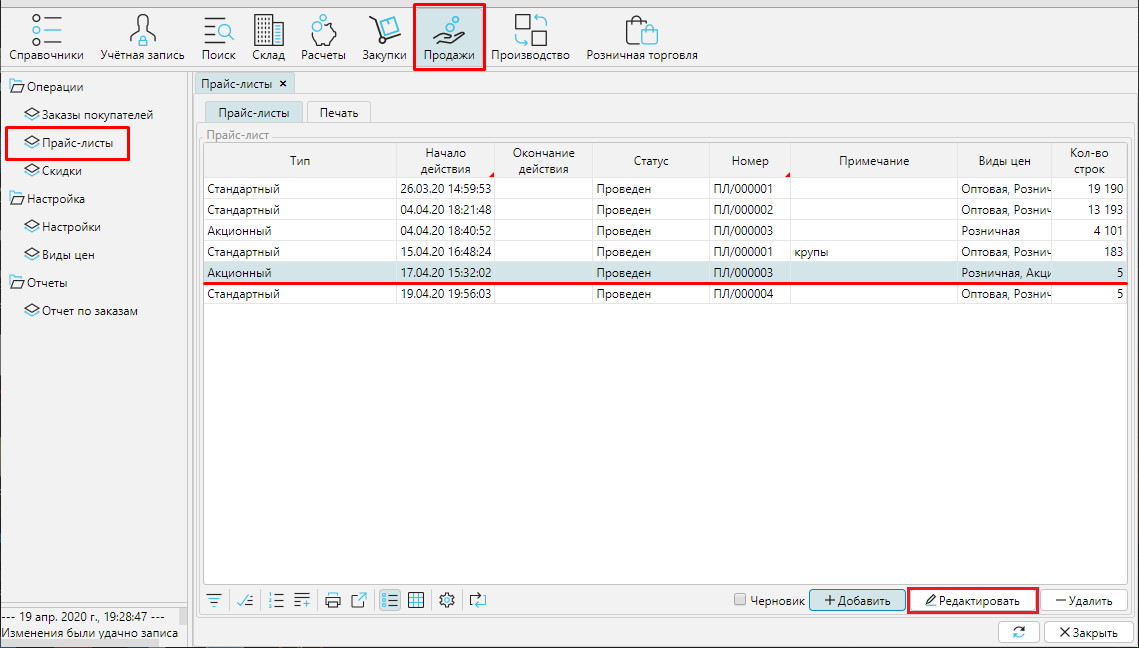 Справочники Учётная запись Поиск Склад Расчеты Закупки Продажи Производство Розничная торговля
Операции
Заказы покупателей
Прайс-листы
Скидки
Настройка
Настройки
Виды цен
Отчеты
Отчет по заказам
--- 19 апр. 2020 г., 19:28:47 ---
Изменения были удачно записа
Прайс-листы ×
Прайс-листы Печать
Прайс-лист
Тип Начало действия Окончание действия Статус Номер Примечание Виды цен Кол-во строк
Стандартный 26.03.20 14:59:53 Проведен ПЛ/000001 Оптовая, Рознич 19 190
Стандартный 04.04.20 18:21:48 Проведен ПЛ/000002 Оптовая, Рознич 13 193
Акционный 04.04.20 18:40:52 Проведен ПЛ/000003 Розничная 4 101
Стандартный 15.04.20 16:48:24 Проведен ПЛ/000001 крупы Оптовая, Рознич 183
Акционный 17.04.20 15:32:02 Проведен ПЛ/000003 Розничная, Акци 5
Стандартный 19.04.20 19:56:03 Проведен ПЛ/000004 Оптовая, Рознич 5
Черновик + Добавить Редактировать — Удалить
× Закрыть